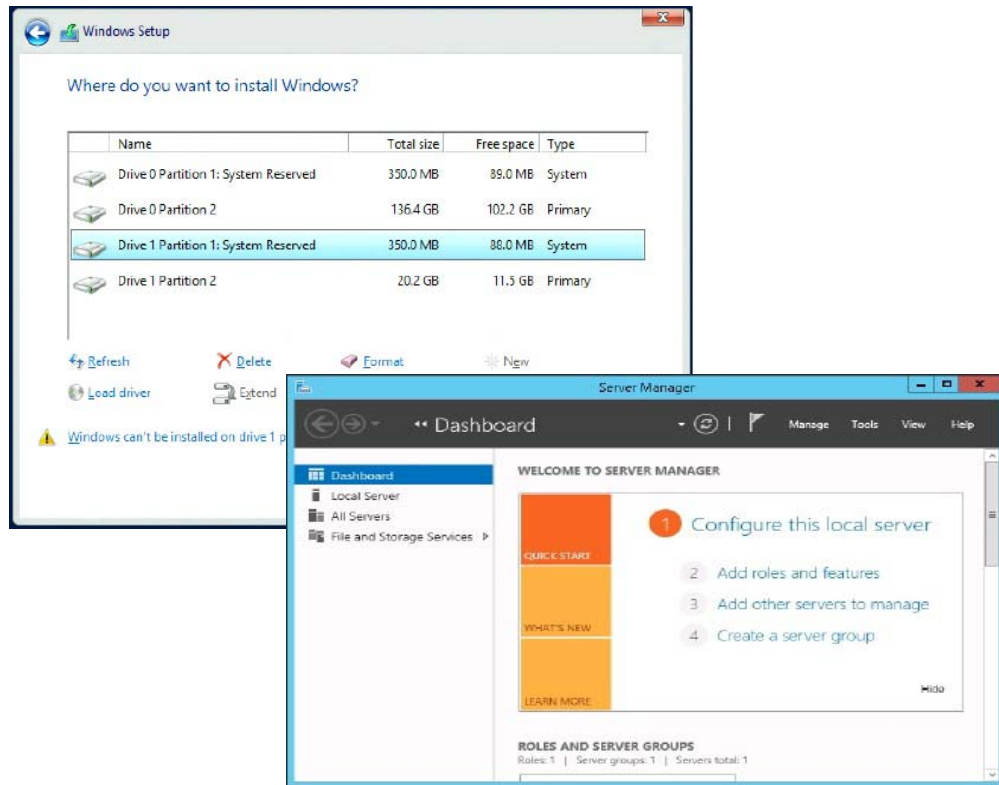 Windows Setup
Where do you want to install Windows?
Name Total size Free space Type
Drive 0 Partition 1: System Reserved 350.0 MB 89.0 MB System
Drive 0 Partition 2 136.4 GB 102.2 GB Primary
Drive 1 Partition 1: System Reserved 350.0 MB 88.0 MB System
Drive 1 Partition 2 20.2 GB 11.5 GB Primary
Refresh Delete Format New
Load driver Extend
Windows can't be installed on drive 1 p
Server Manager
Dashboard Manage Tools View Help
Dashboard
Local Server
All Servers
File and Storage Services
WELCOME TO SERVER MANAGER
QUICK START
WHAT'S NEW
LEARN MORE
1 Configure this local server
2 Add roles and features
3 Add other servers to manage
4 Create a server group
Hide
ROLES AND SERVER GROUPS
Roles: 1 | Server groups: 1 | Servers total: 1